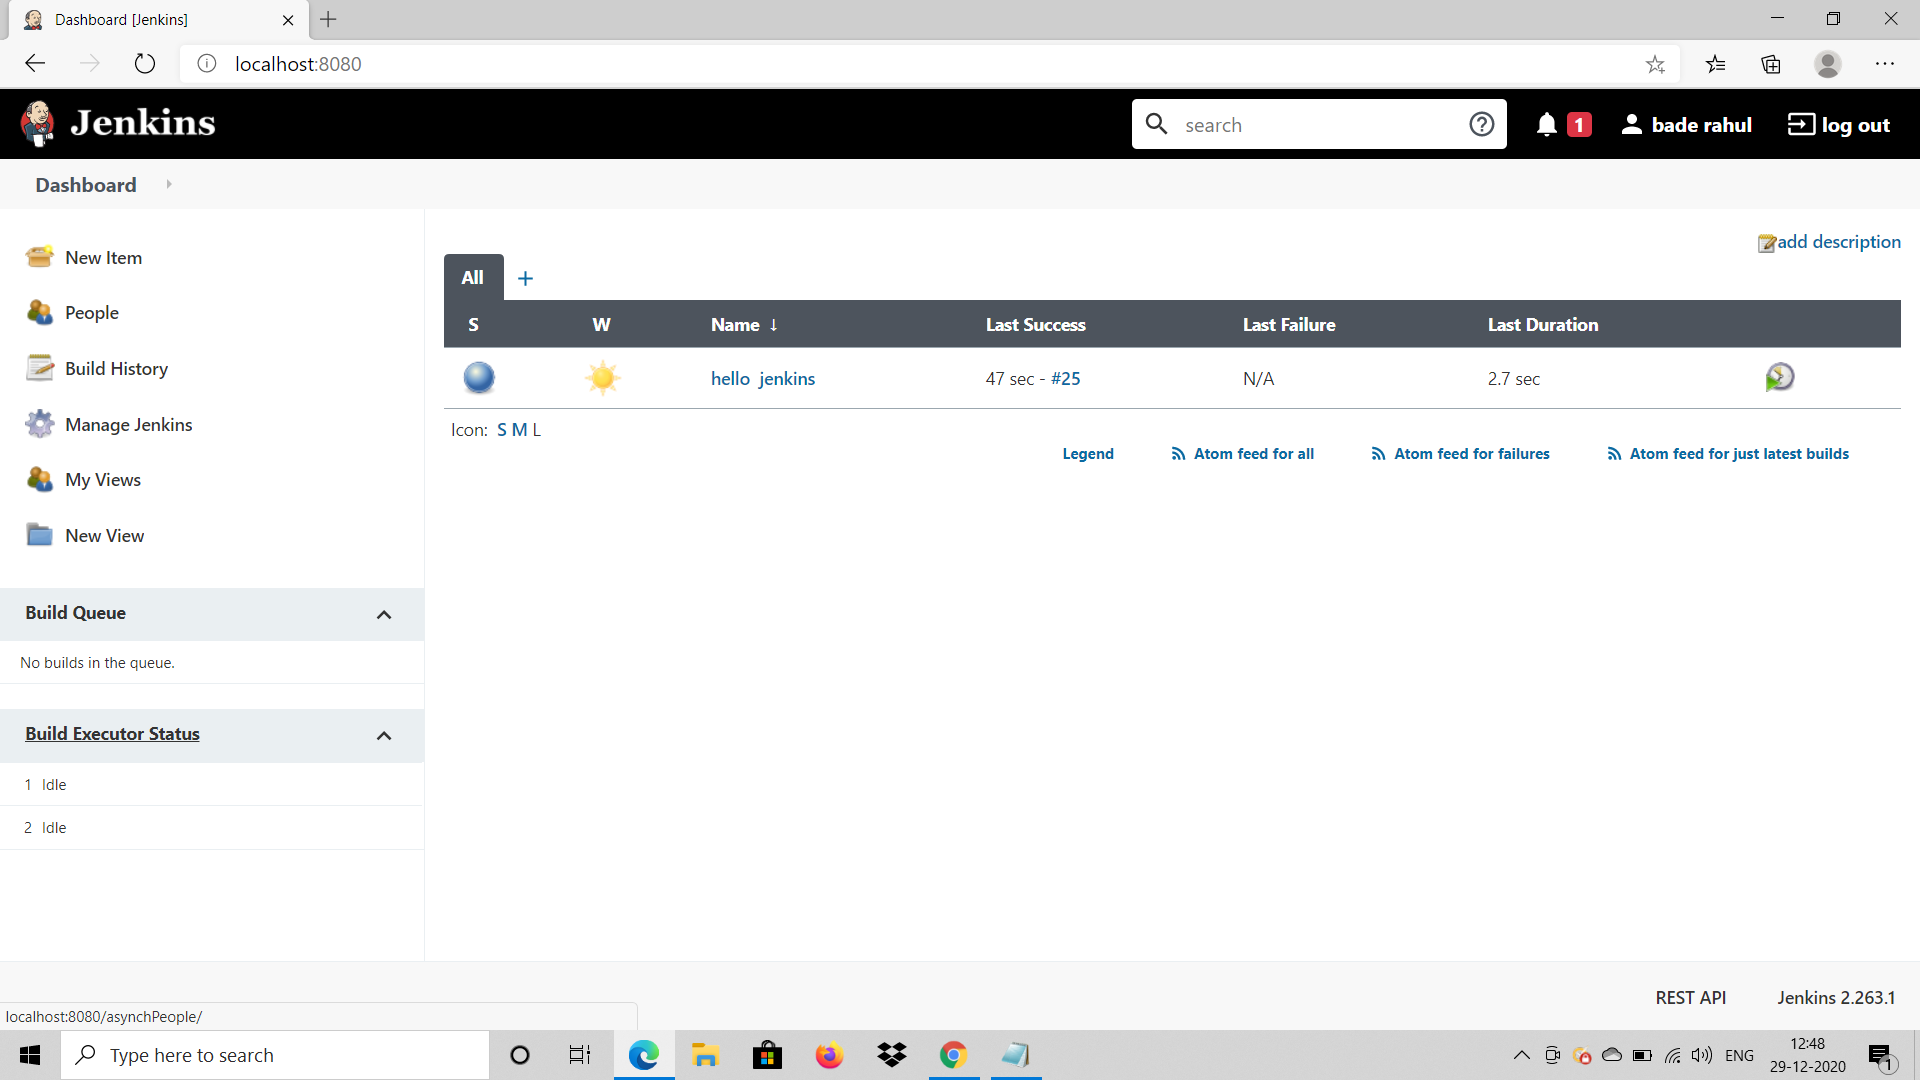 Dashboard [Jenkins]
localhost:8080
Jenkins
search
1
bade rahul
log out
Dashboard
New Item
People
Build History
Manage Jenkins
My Views
New View
Build Queue
No builds in the queue.
Build Executor Status
1 Idle
2 Idle
add description
All +
S W Name ↓ Last Success Last Failure Last Duration
hello jenkins 47 sec - #25 N/A 2.7 sec
Icon: S M L
Legend Atom feed for all Atom feed for failures Atom feed for just latest builds
REST API Jenkins 2.263.1
localhost:8080/asynchPeople/
Type here to search
ENG
12:48
29-12-2020
1